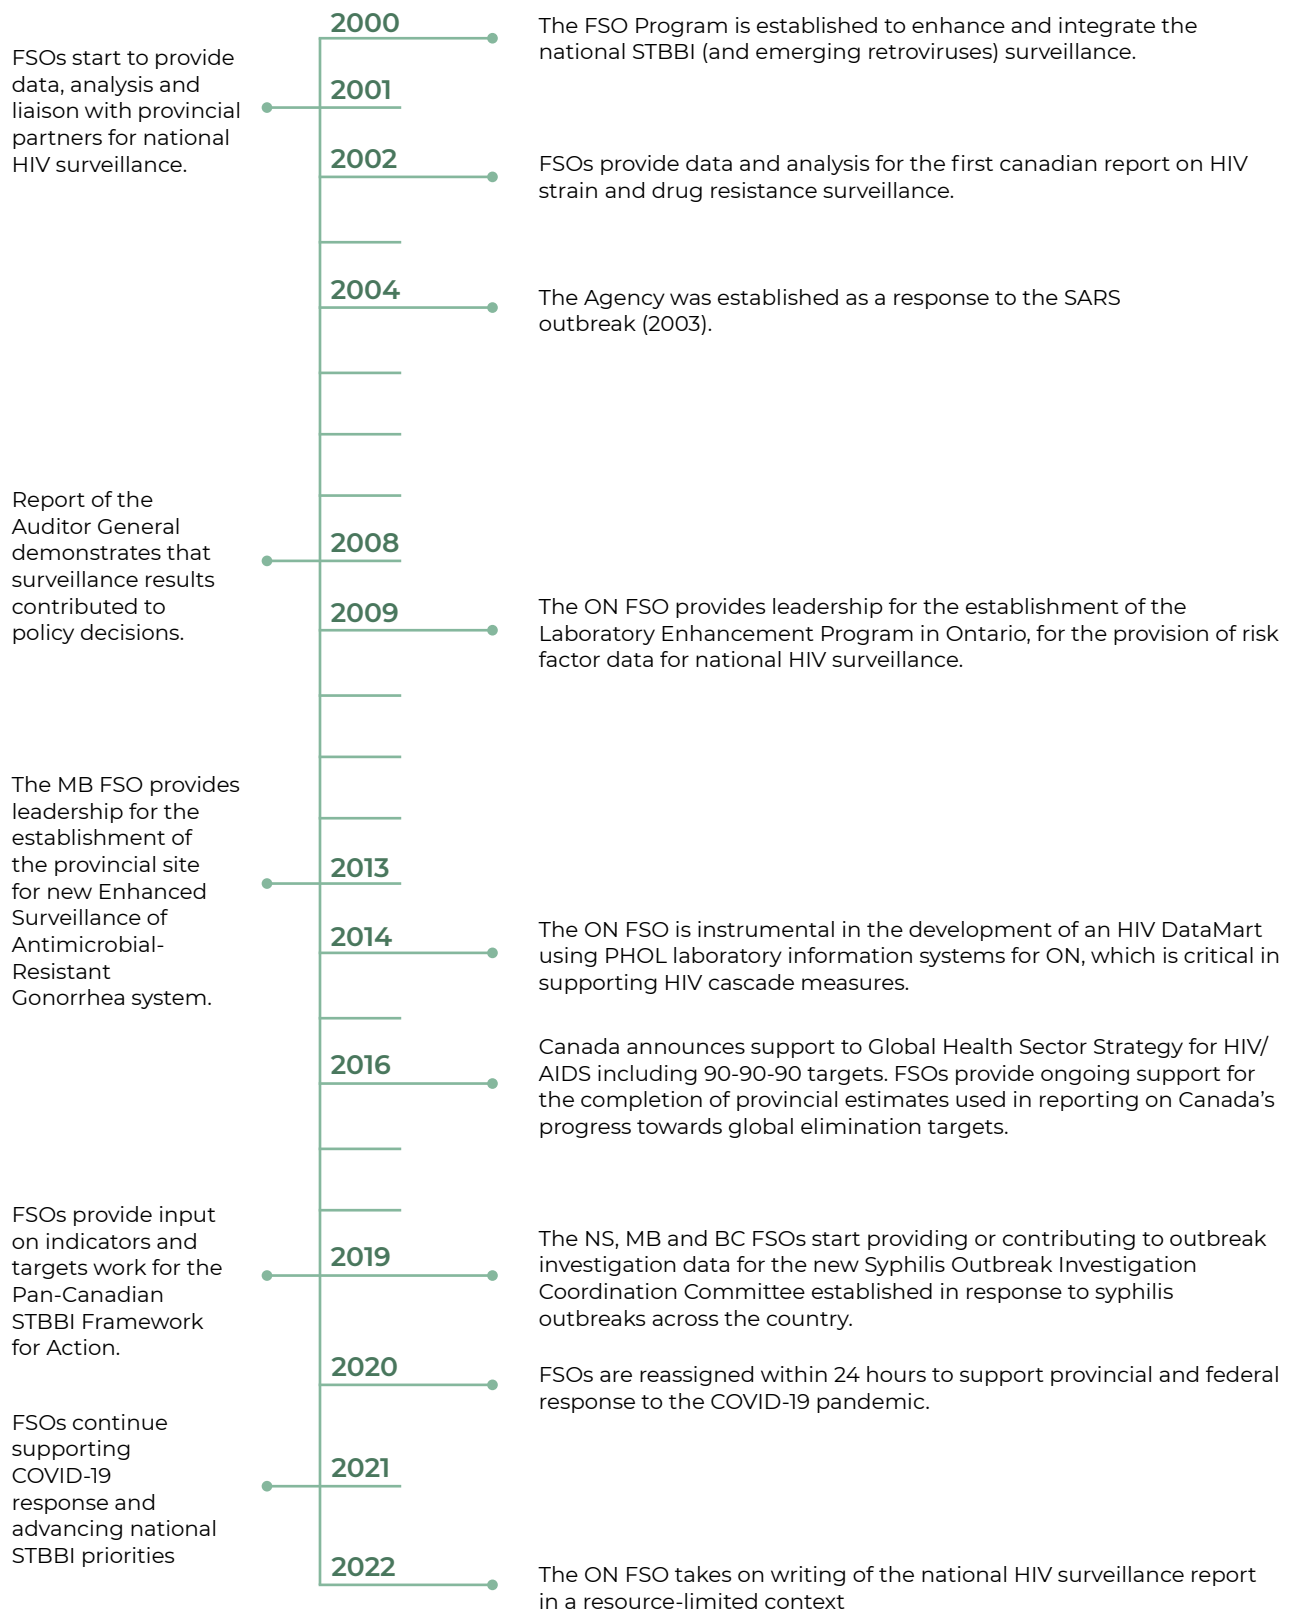 2000
The FSO Program is established to enhance and integrate the
national STBBI (and emerging retroviruses) surveillance.
FSOs start to provide
data, analysis and
liaison with provincial
partners for national
HIV surveillance.
2001
2002
FSOs provide data and analysis for the first canadian report on HIV
strain and drug resistance surveillance.
2004
The Agency was established as a response to the SARS
outbreak (2003).
Report of the
Auditor General
demonstrates that
surveillance results
contributed to
policy decisions.
2008
2009
The ON FSO provides leadership for the establishment of the
Laboratory Enhancement Program in Ontario, for the provision of risk
factor data for national HIV surveillance.
The MB FSO provides
leadership for the
establishment of
the provincial site
for new Enhanced
Surveillance of
Antimicrobial-
Resistant
Gonorrhea system.
2013
2014
The ON FSO is instrumental in the development of an HIV DataMart
using PHOL laboratory information systems for ON, which is critical in
supporting HIV cascade measures.
2016
Canada announces support to Global Health Sector Strategy for HIV/
AIDS including 90-90-90 targets. FSOs provide ongoing support for
the completion of provincial estimates used in reporting on Canada’s
progress towards global elimination targets.
FSOs provide input
on indicators and
targets work for the
Pan-Canadian
STBBI Framework
for Action.
2019
The NS, MB and BC FSOs start providing or contributing to outbreak
investigation data for the new Syphilis Outbreak Investigation
Coordination Committee established in response to syphilis
outbreaks across the country.
2020
FSOs are reassigned within 24 hours to support provincial and federal
response to the COVID-19 pandemic.
FSOs continue
supporting
COVID-19
response and
advancing national
STBBI priorities
2021
2022
The ON FSO takes on writing of the national HIV surveillance report
in a resource-limited context